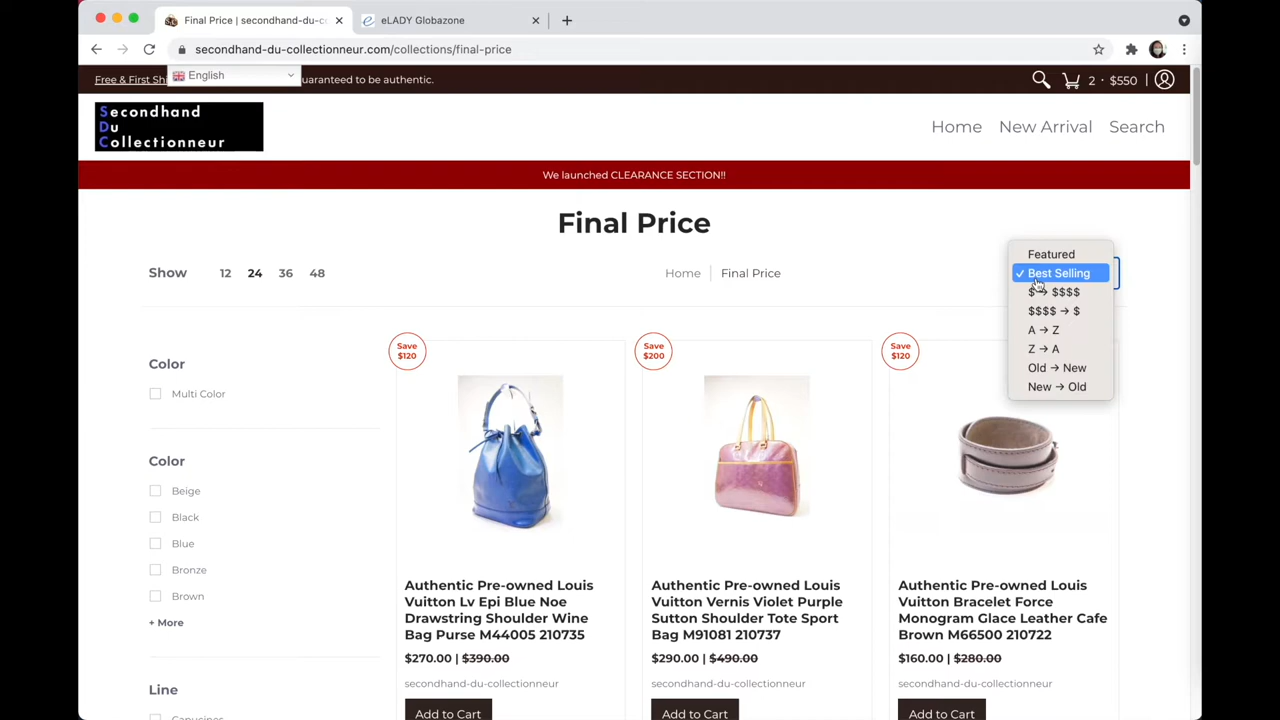 Final Price | secondhand-du-c
eLADY Globazone
secondhand-du-collectionneur.com/collections/final-price
Free & First Shi
English
uaranteed to be authentic.
2 · $550
Secondhand
Du
Collectionneur
Home
New Arrival
Search
We launched CLEARANCE SECTION!!
Final Price
Show
12
24
36
48
Home
Final Price
Featured
✓ Best Selling
$ → $$$$
$$$$ → $
A → Z
Z → A
Old → New
New → Old
Color
Multi Color
Color
Beige
Black
Blue
Bronze
Brown
+ More
Line
Capucines
Save
$120
Authentic Pre-owned Louis
Vuitton Lv Epi Blue Noe
Drawstring Shoulder Wine
Bag Purse M44005 210735
$270.00 | $390.00
secondhand-du-collectionneur
Add to Cart
Save
$200
Authentic Pre-owned Louis
Vuitton Vernis Violet Purple
Sutton Shoulder Tote Sport
Bag M91081 210737
$290.00 | $490.00
secondhand-du-collectionneur
Add to Cart
Save
$120
Authentic Pre-owned Louis
Vuitton Bracelet Force
Monogram Glace Leather Cafe
Brown M66500 210722
$160.00 | $280.00
secondhand-du-collectionneur
Add to Cart